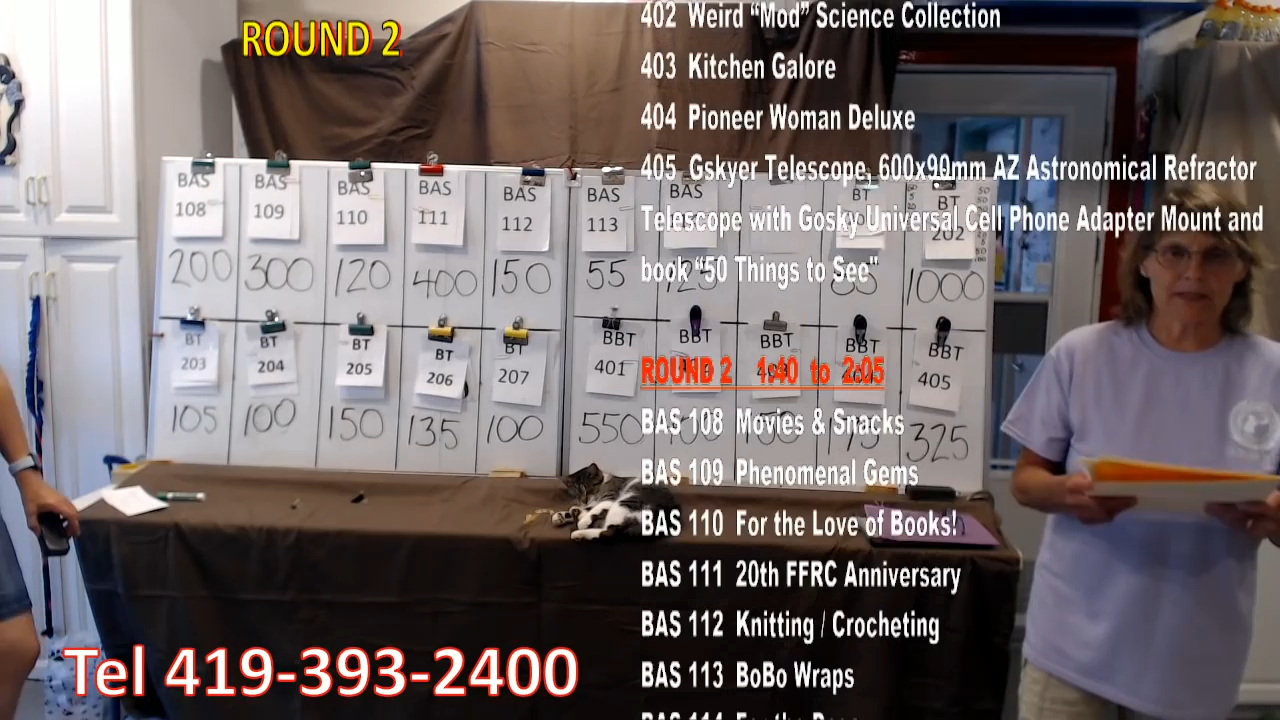 ROUND 2
402 Weird “Mod” Science Collection
403 Kitchen Galore
404 Pioneer Woman Deluxe
405 Gskyer Telescope, 600x90mm AZ Astronomical Refractor
Telescope with Gosky Universal Cell Phone Adapter Mount and
book “50 Things to See"
ROUND 2 1:40 to 2:05
BAS 108 Movies & Snacks
BAS 109 Phenomenal Gems
BAS 110 For the Love of Books!
BAS 111 20th FFRC Anniversary
BAS 112 Knitting / Crocheting
BAS 113 BoBo Wraps
BAS 108
BAS 109
BAS 110
BAS 111
BAS 112
BAS 113
BAS
BT 202
200 300 120 400 150 55 1000
BT 203
BT 204
BT 205
BT 206
BT 207
BBT 401
BBT
BBT
BBT
BBT 405
105 100 150 135 100 550 325
Tel 419-393-2400